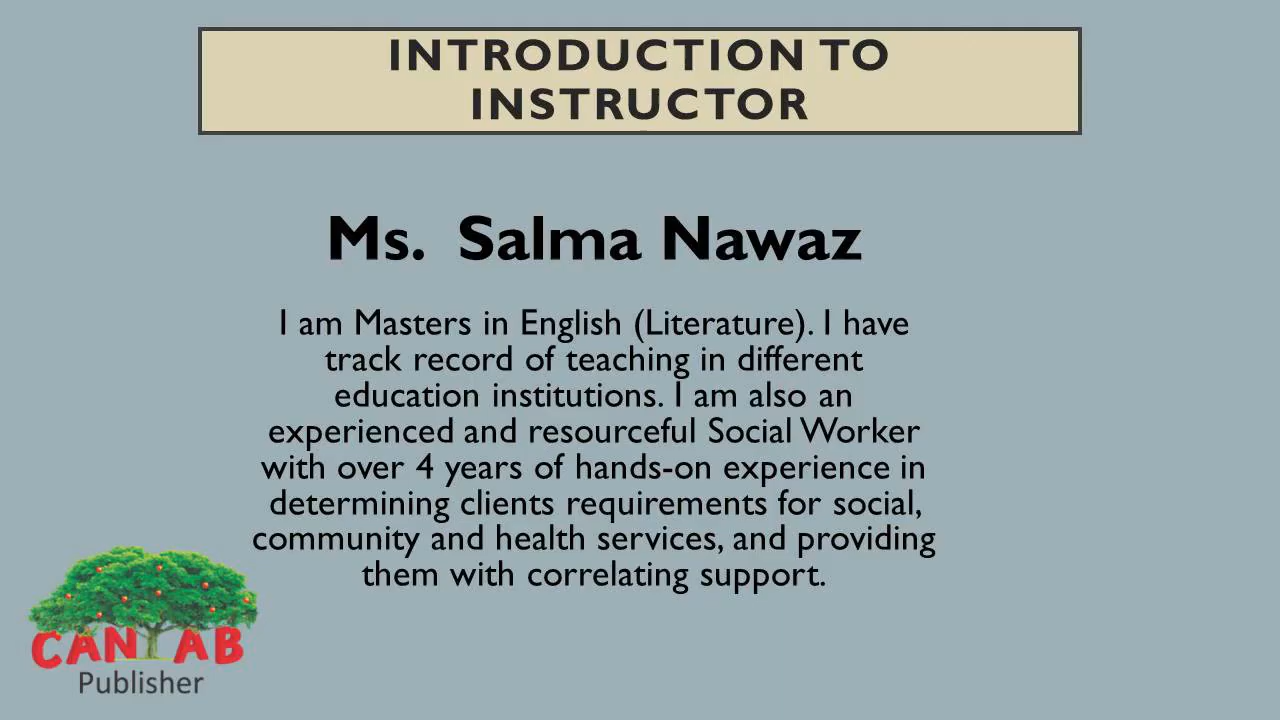 INTRODUCTION TO
INSTRUCTOR
Ms. Salma Nawaz
I am Masters in English (Literature). I have
track record of teaching in different
education institutions. I am also an
experienced and resourceful Social Worker
with over 4 years of hands-on experience in
determining clients requirements for social,
community and health services, and providing
them with correlating support.
CANTAB
Publisher